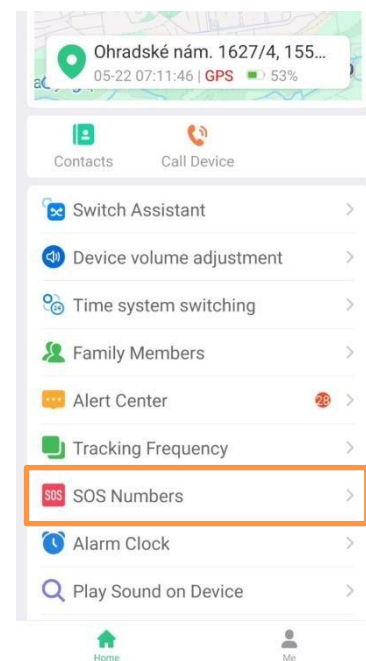 Ohradské nám. 1627/4, 155...
05-22 07:11:46 | GPS 53%
Contacts
Call Device
Switch Assistant
Device volume adjustment
24
Time system switching
Family Members
Alert Center 28
Tracking Frequency
SOS SOS Numbers
Alarm Clock
Play Sound on Device
Home
Me